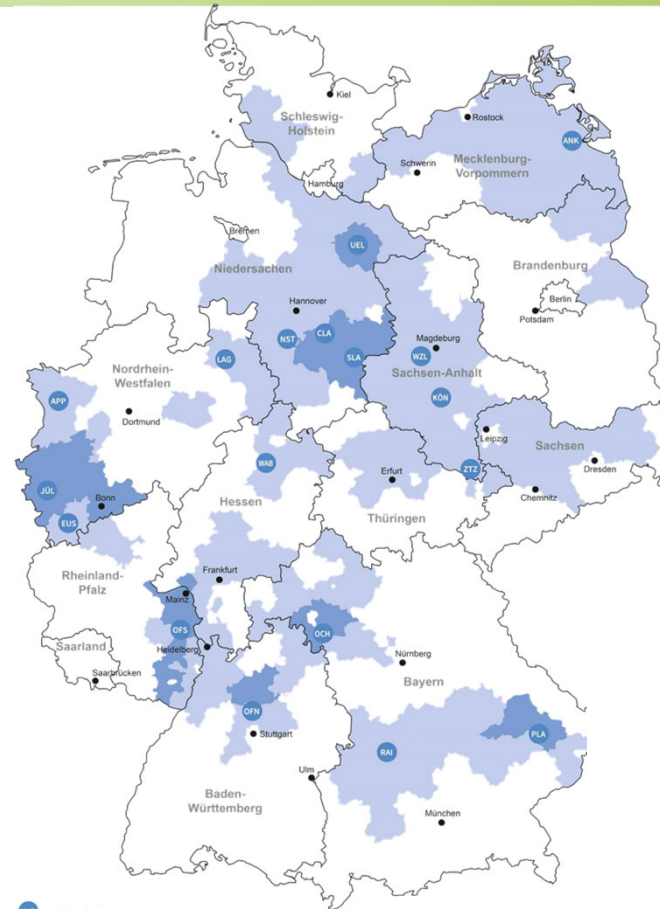 Kiel
Schleswig-
Holstein
Rostock
ANK
Schwerin
Mecklenburg-
Vorpommern
Hamburg
Bremen
UEL
Niedersachen
Brandenburg
Berlin
Potsdam
Hannover
NST
CLA
SLA
Magdeburg
WZL
Sachsen-Anhalt
KÖN
LAG
Nordrhein-
Westfalen
APP
Dortmund
Leipzig
Sachsen
Dresden
ZTZ
Chemnitz
WAB
Erfurt
Hessen
Thüringen
JÜL
Bonn
EUS
Rheinland-
Pfalz
Frankfurt
Mainz
OFS
Heidelberg
OCH
Nürnberg
Bayern
Saarland
Saarbrücken
OFN
Stuttgart
PLA
RAI
Ulm
Baden-
Württemberg
München